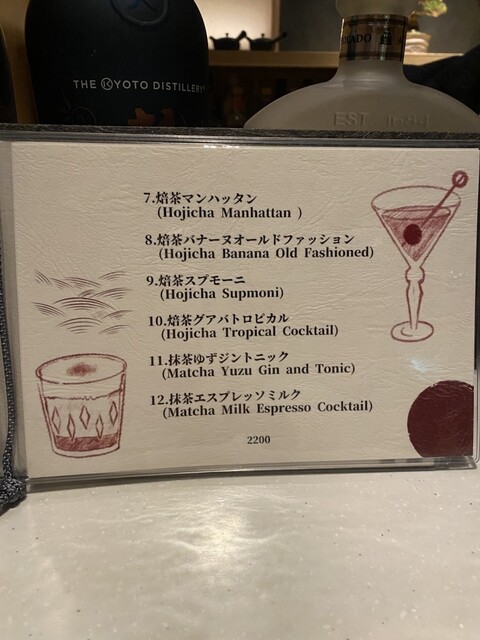 THE KYOTO DISTILLERY
EST 1694
7.焙茶マンハッタン
(Hojicha Manhattan )
8.焙茶バナーヌオールドファッション
(Hojicha Banana Old Fashioned)
9.焙茶スプモーニ
(Hojicha Supmoni)
10.焙茶グアバトロピカル
(Hojicha Tropical Cocktail)
11.抹茶ゆずジントニック
(Matcha Yuzu Gin and Tonic)
12.抹茶エスプレッソミルク
(Matcha Milk Espresso Cocktail)
2200